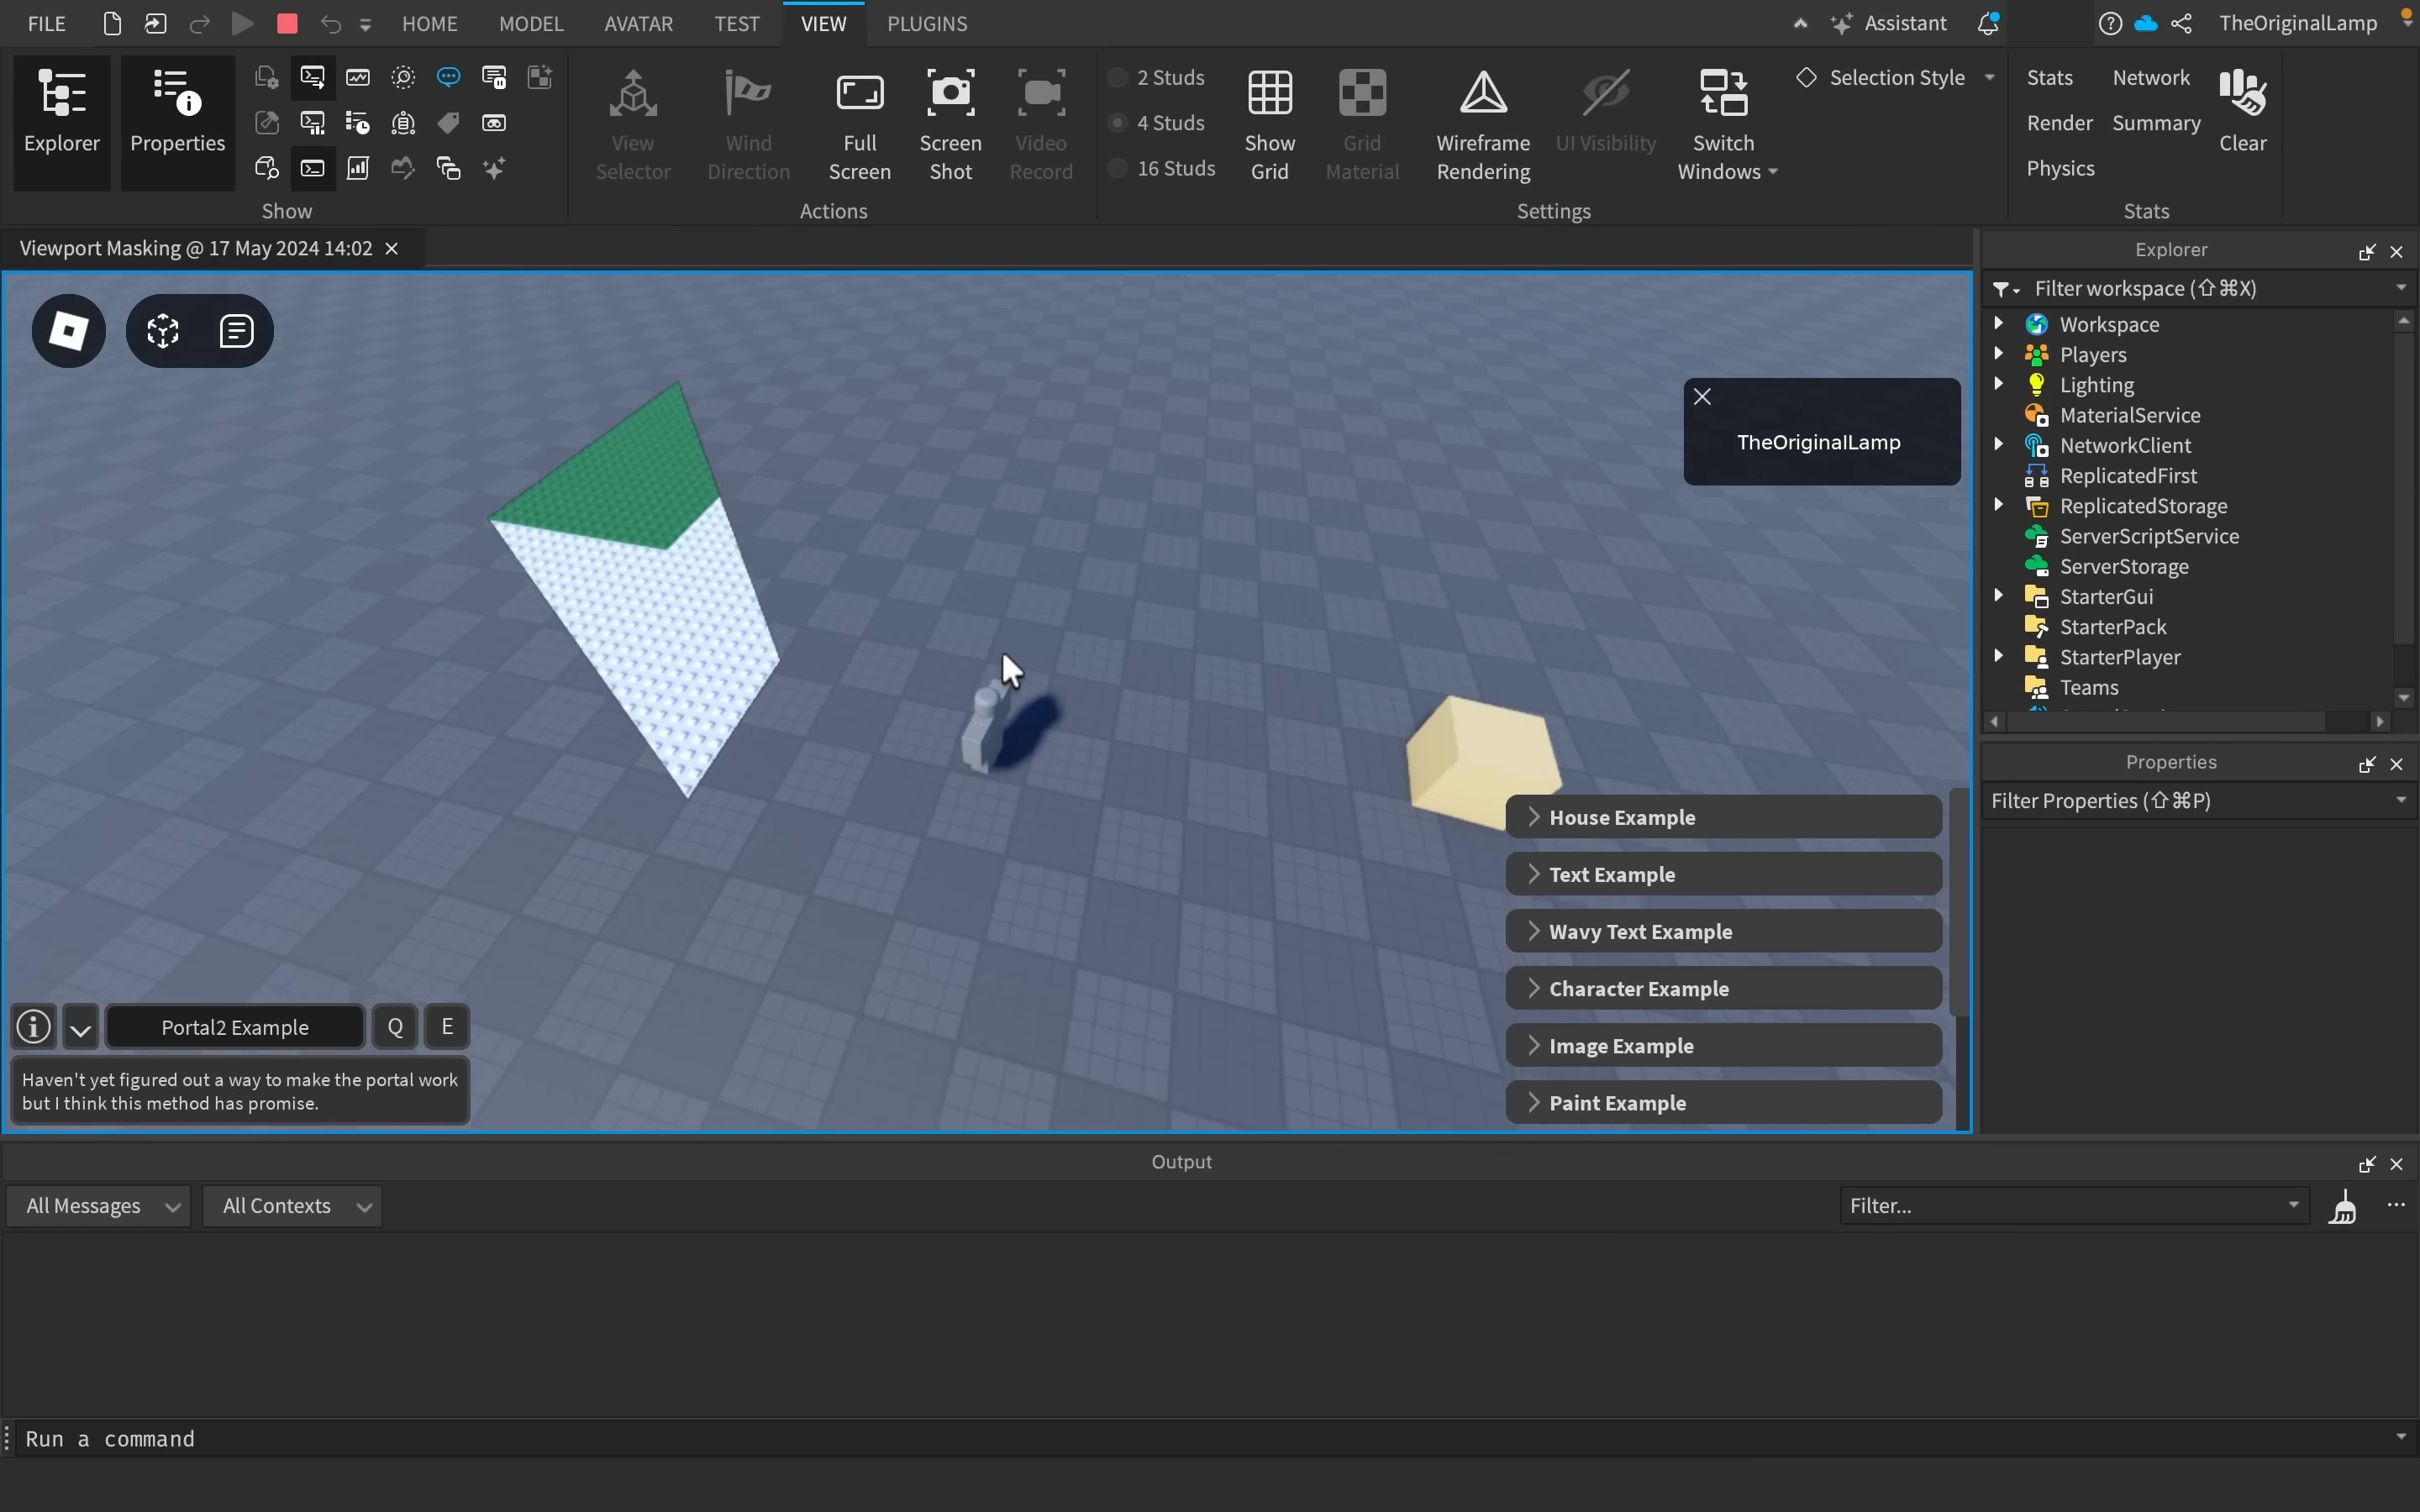 FILE
HOME
MODEL
AVATAR
TEST
VIEW
PLUGINS
Assistant
TheOriginalLamp
Explorer
Properties
Show
View
Selector
Wind
Direction
Full
Screen
Screen
Shot
Video
Record
Actions
2 Studs
4 Studs
16 Studs
Show
Grid
Grid
Material
Wireframe
Rendering
UI Visibility
Switch
Windows
Selection Style
Settings
Stats
Network
Render
Summary
Physics
Clear
Stats
Viewport Masking @ 17 May 2024 14:02
TheOriginalLamp
House Example
Text Example
Wavy Text Example
Character Example
Image Example
Paint Example
Portal2 Example
Q
E
Haven't yet figured out a way to make the portal work
but I think this method has promise.
Explorer
Filter workspace (⇧⌘X)
Workspace
Players
Lighting
MaterialService
NetworkClient
ReplicatedFirst
ReplicatedStorage
ServerScriptService
ServerStorage
StarterGui
StarterPack
StarterPlayer
Teams
Properties
Filter Properties (⇧⌘P)
Output
All Messages
All Contexts
Filter...
Run a command